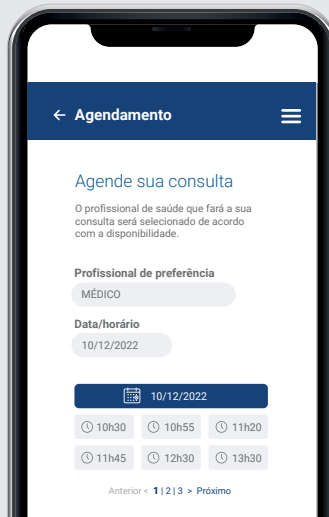 Agendamento
Agende sua consulta
O profissional de saúde que fará a sua
consulta será selecionado de acordo
com a disponibilidade.
Profissional de preferência
MÉDICO
Data/horário
10/12/2022
10/12/2022
10h30 10h55 11h20
11h45 12h30 13h30
Anterior < 1 | 2 | 3 > Próximo